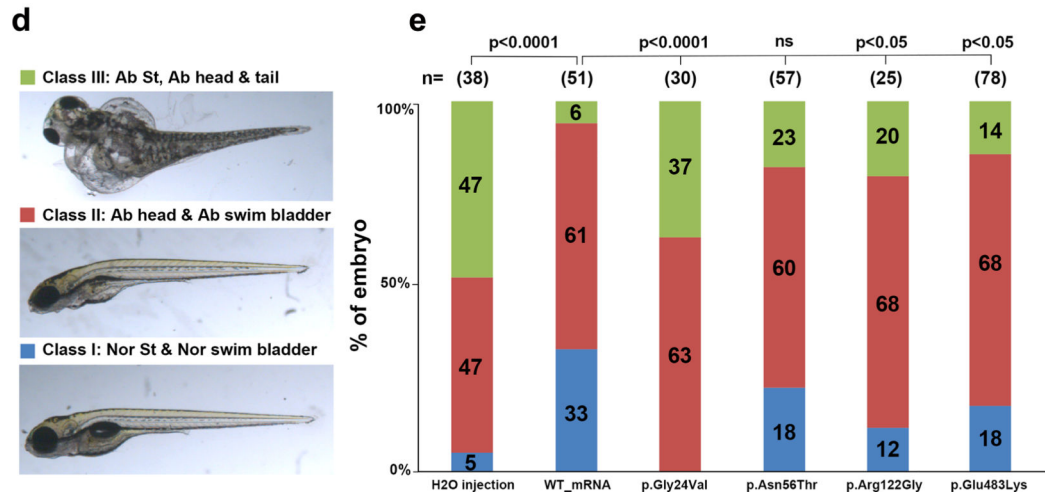 d
Class III: Ab St, Ab head & tail
Class II: Ab head & Ab swim bladder
Class I: Nor St & Nor swim bladder
e
p<0.0001 p<0.0001 ns p<0.05 p<0.05
n= (38) (51) (30) (57) (25) (78)
% of embryo
100%
50%
0%
47 6 37 23 20 14
47 61 63 60 68 68
5 33 18 12 18
H2O injection WT_mRNA p.Gly24Val p.Asn56Thr p.Arg122Gly p.Glu483Lys